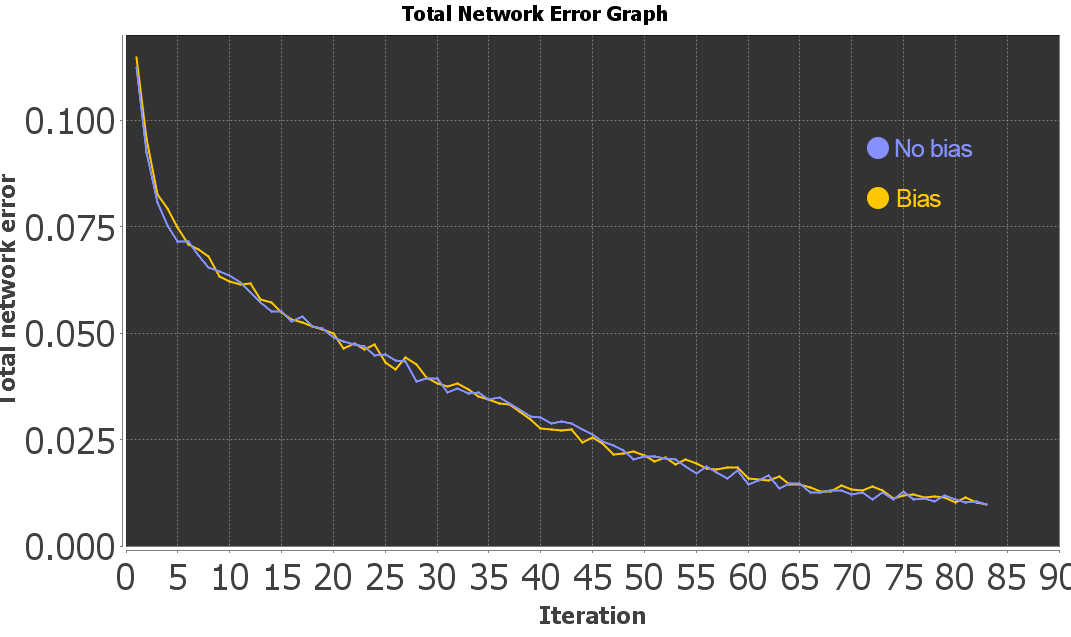 Total Network Error Graph
Total network error
0.100
0.075
0.050
0.025
0.000
No bias
Bias
0 5 10 15 20 25 30 35 40 45 50 55 60 65 70 75 80 85 90
Iteration